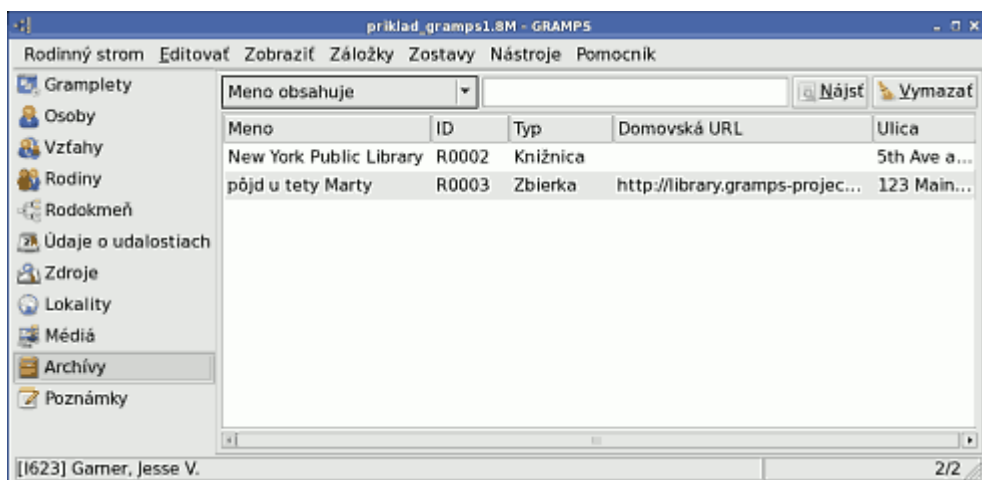 priklad_gramps1.8M - GRAMPS
Rodinný strom Editovať Zobraziť Záložky Zostavy Nástroje Pomocník
Gramplety
Osoby
Vzťahy
Rodiny
Rodokmeň
Údaje o udalostiach
Zdroje
Lokality
Médiá
Archívy
Poznámky
Meno obsahuje Nájsť Vymazať
Meno ID Typ Domovská URL Ulica
New York Public Library R0002 Knižnica 5th Ave a...
pôjd u tety Marty R0003 Zbierka http://library.gramps-projec... 123 Main...
[I623] Garner, Jesse V. 2/2